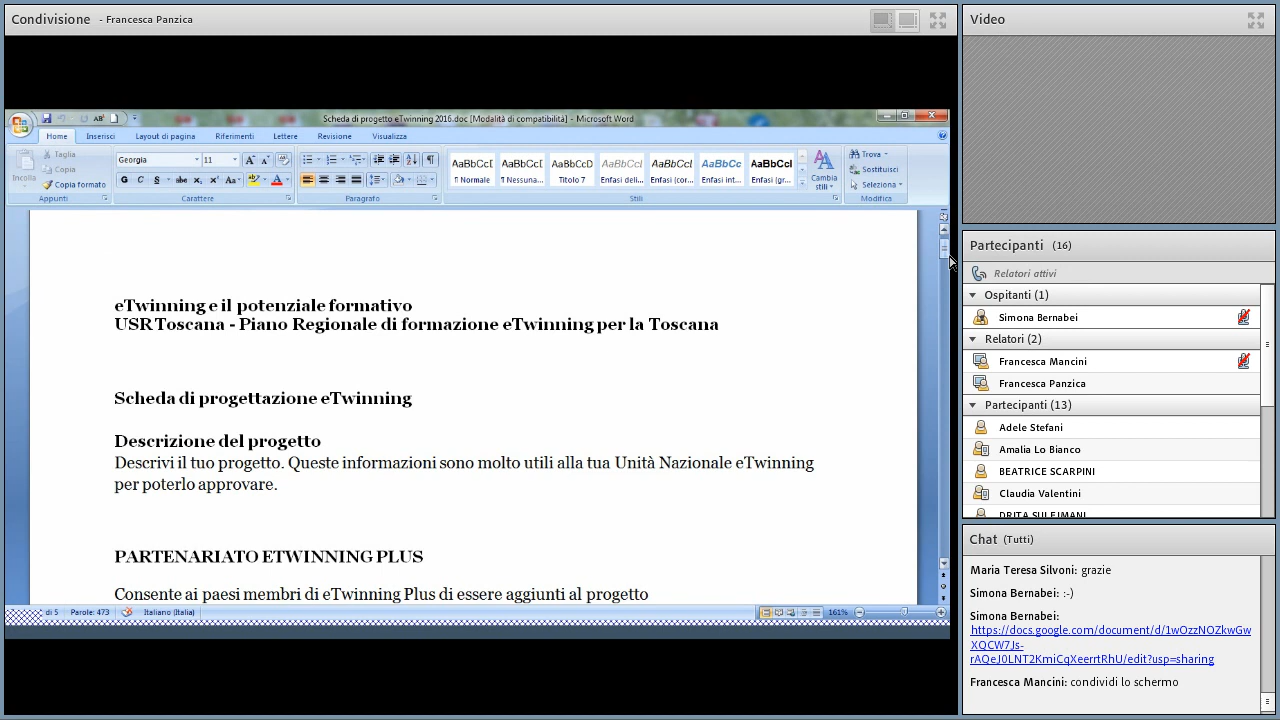 Condivisione - Francesca Panzica
Scheda di progetto eTwinning 2016.doc [Modalità di compatibilità] - Microsoft Word
Home Inserisci Layout di pagina Riferimenti Lettere Revisione Visualizza
Incolla
Taglia
Copia
Copia formato
Appunti
Georgia 11
Carattere
Paragrafo
AaBbCcI AaBbCcI AaBbCcD AaBbCcI AaBbCcI AaBbCc AaBbCcI
¶ Normale ¶ Nessuna... Titolo 7 Enfasi deli... Enfasi (cor... Enfasi int... Enfasi (gr...
Cambia stili
Stili
Trova
Sostituisci
Seleziona
Modifica
eTwinning e il potenziale formativo
USR Toscana - Piano Regionale di formazione eTwinning per la Toscana
Scheda di progettazione eTwinning
Descrizione del progetto
Descrivi il tuo progetto. Queste informazioni sono molto utili alla tua Unità Nazionale eTwinning
per poterlo approvare.
PARTENARIATO ETWINNING PLUS
Consente ai paesi membri di eTwinning Plus di essere aggiunti al progetto
di 5 Parole: 473 Italiano (Italia) 161%
Video
Partecipanti (16)
Relatori attivi
Ospitanti (1)
Simona Bernabei
Relatori (2)
Francesca Mancini
Francesca Panzica
Partecipanti (13)
Adele Stefani
Amalia Lo Bianco
BEATRICE SCARPINI
Claudia Valentini
DRITA SULEJMANI
Chat (Tutti)
Maria Teresa Silvoni: grazie
Simona Bernabei: :-)
Simona Bernabei:
https://docs.google.com/document/d/1wOzzNOZkwGw
XQCW7Js-
rAQeJ0LNT2KmiCqXeerrtRhU/edit?usp=sharing
Francesca Mancini: condividi lo schermo